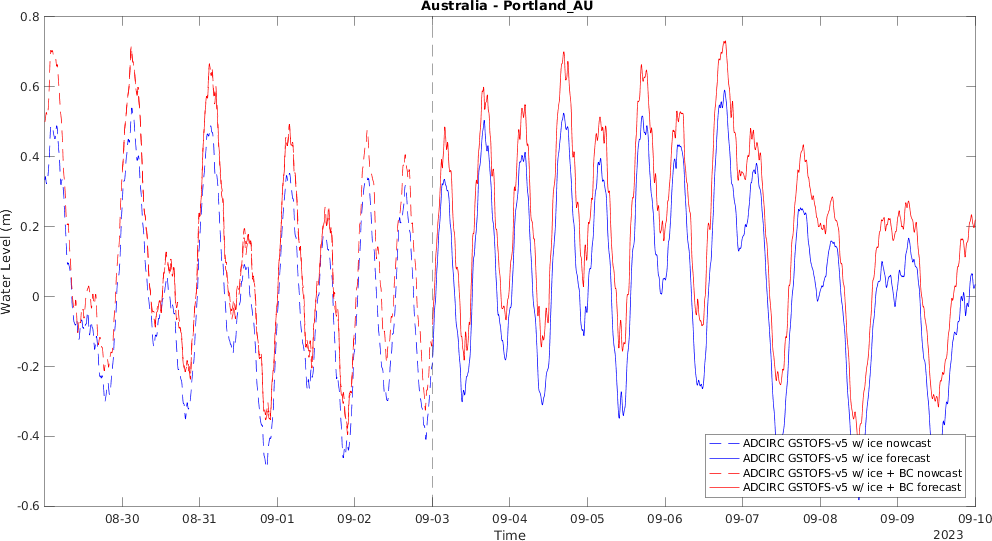 Australia - Portland_AU
Water Level (m)
0.8
0.6
0.4
0.2
0
-0.2
-0.4
-0.6
ADCIRC GSTOFS-v5 w/ ice nowcast
ADCIRC GSTOFS-v5 w/ ice forecast
ADCIRC GSTOFS-v5 w/ ice + BC nowcast
ADCIRC GSTOFS-v5 w/ ice + BC forecast
08-30 08-31 09-01 09-02 09-03 09-04 09-05 09-06 09-07 09-08 09-09 09-10
Time
2023